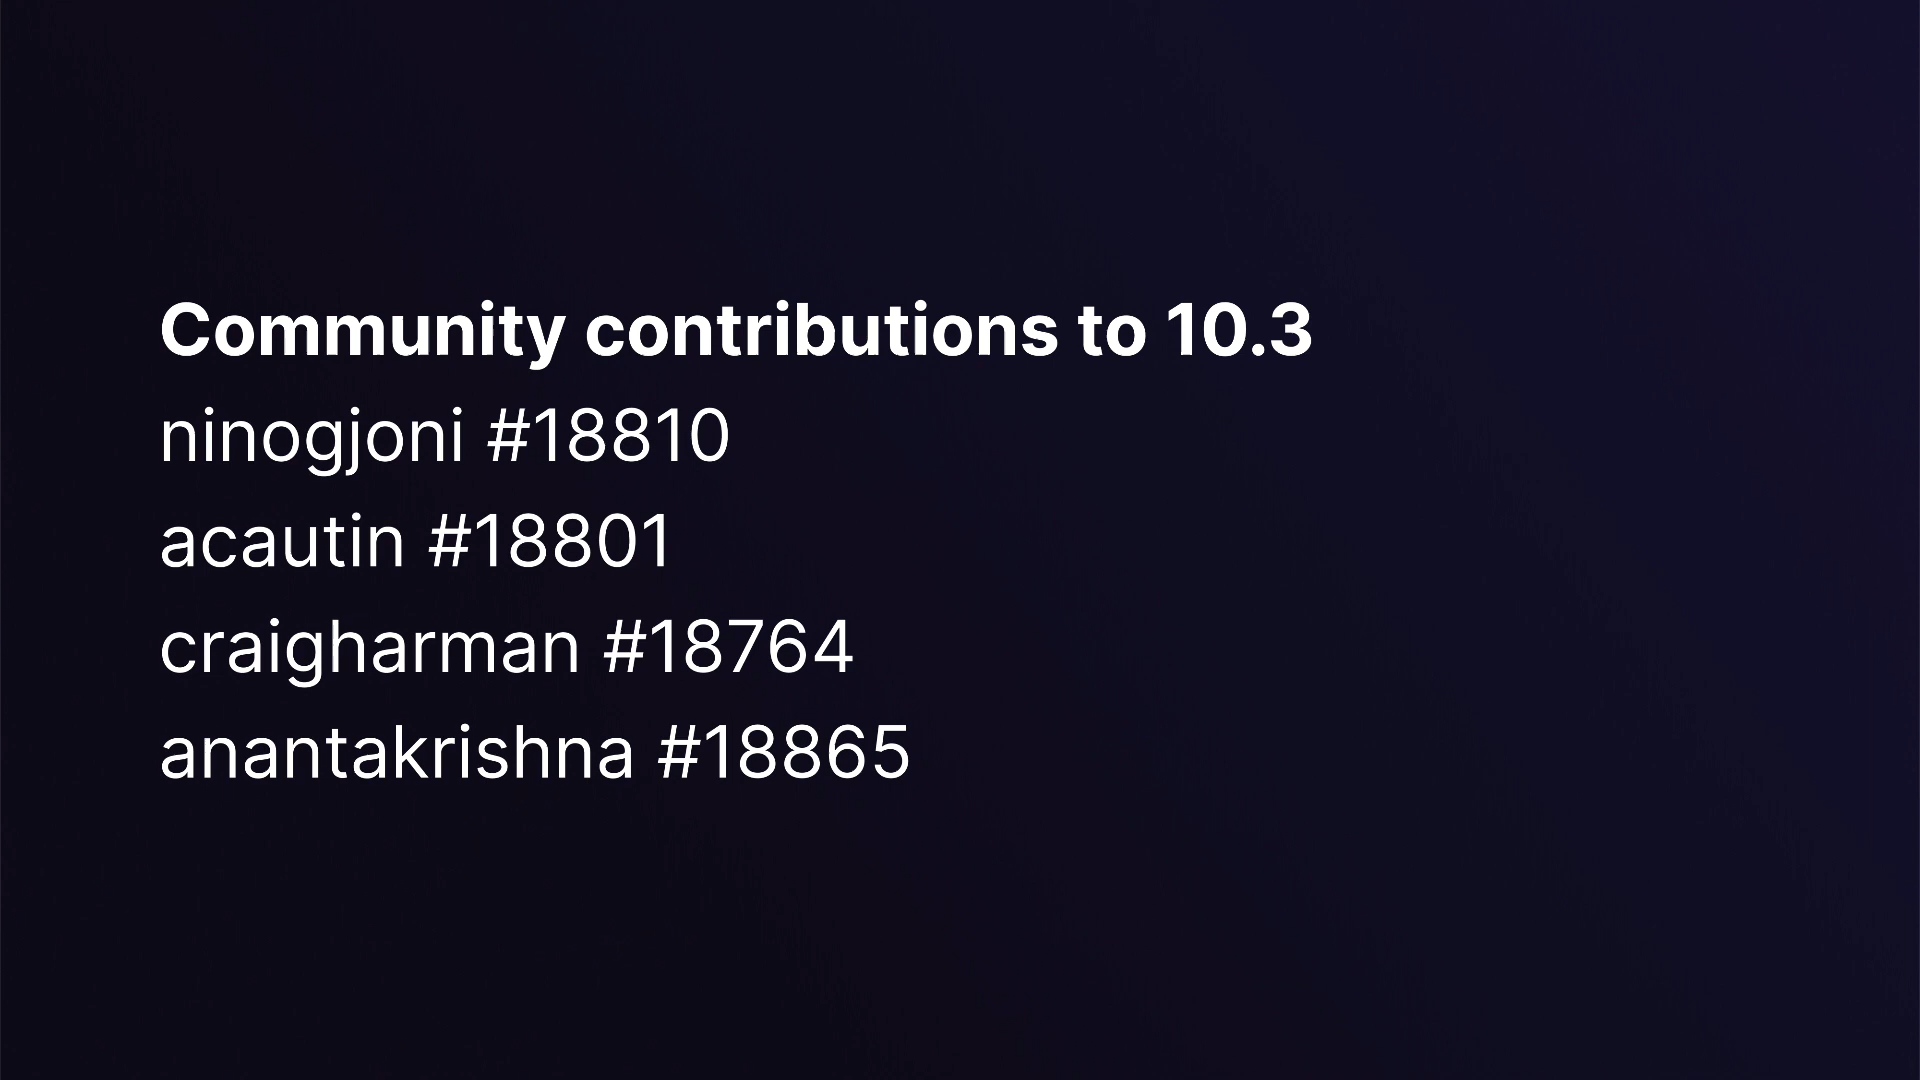 Community contributions to 10.3
ninogjoni #18810
acautin #18801
craigharman #18764
anantakrishna #18865